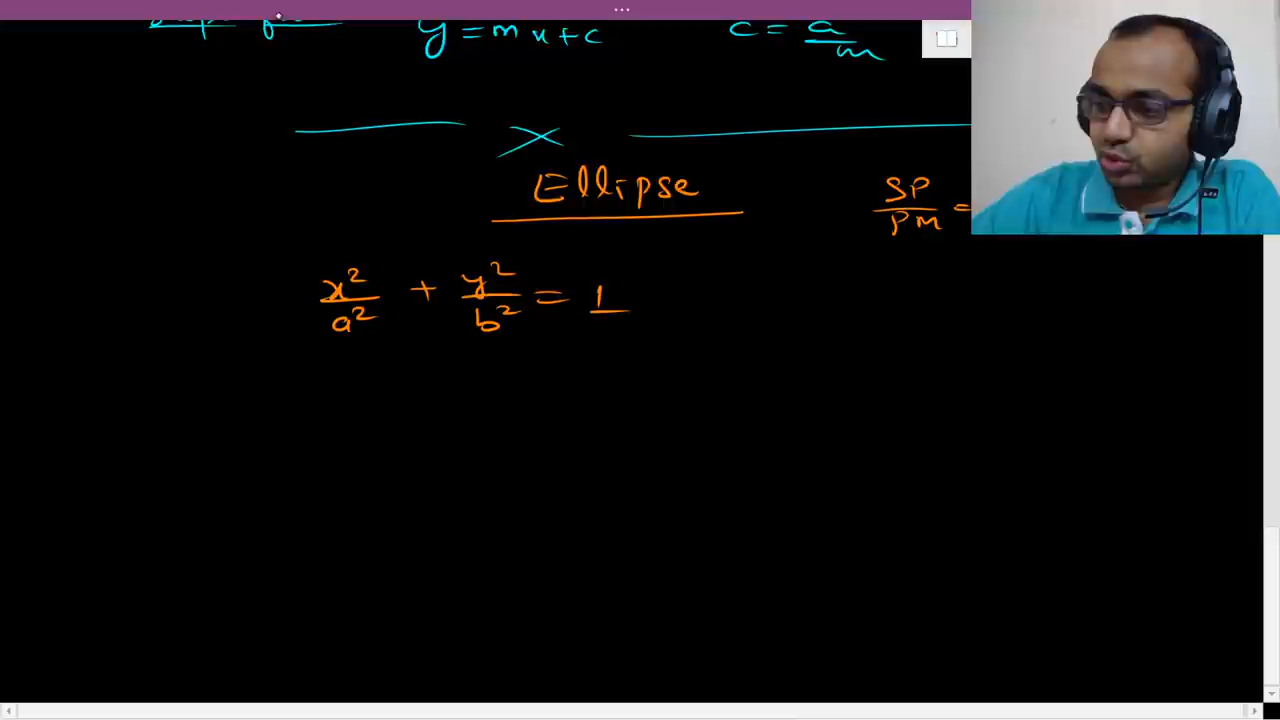 y = mx + c c = a/m
Ellipse
SP/PM =
x²/a² + y²/b² = 1